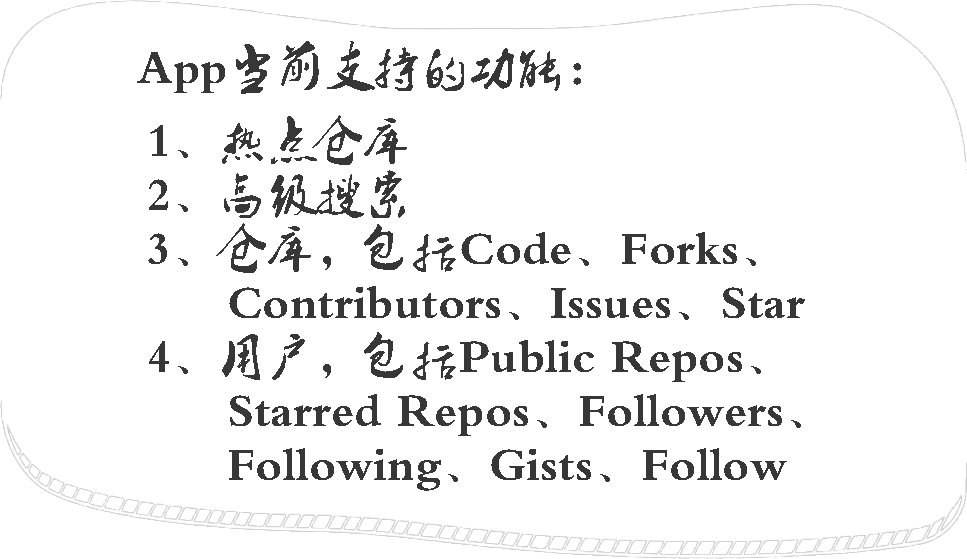 App当前支持的功能：
1、热点仓库
2、高级搜索
3、仓库，包括Code、Forks、
Contributors、Issues、Star
4、用户，包括Public Repos、
Starred Repos、Followers、
Following、Gists、Follow